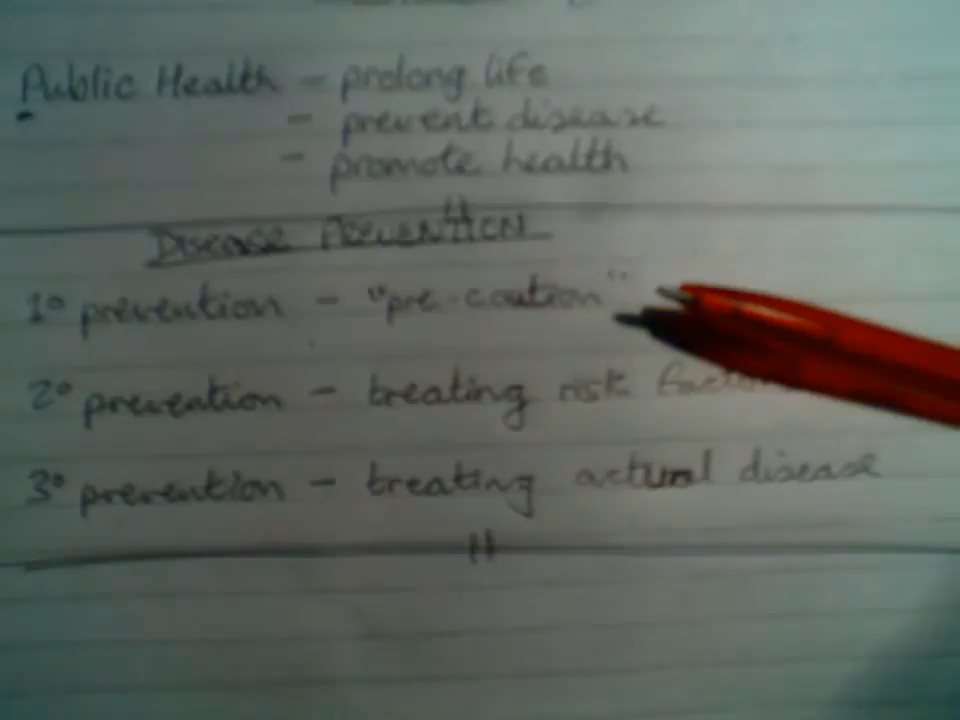 Public Health - prolong life
- prevent disease
- promote health
DISEASE PREVENTION
1° prevention - "pre-caution"
2° prevention - treating risk
3° prevention - treating actual disease